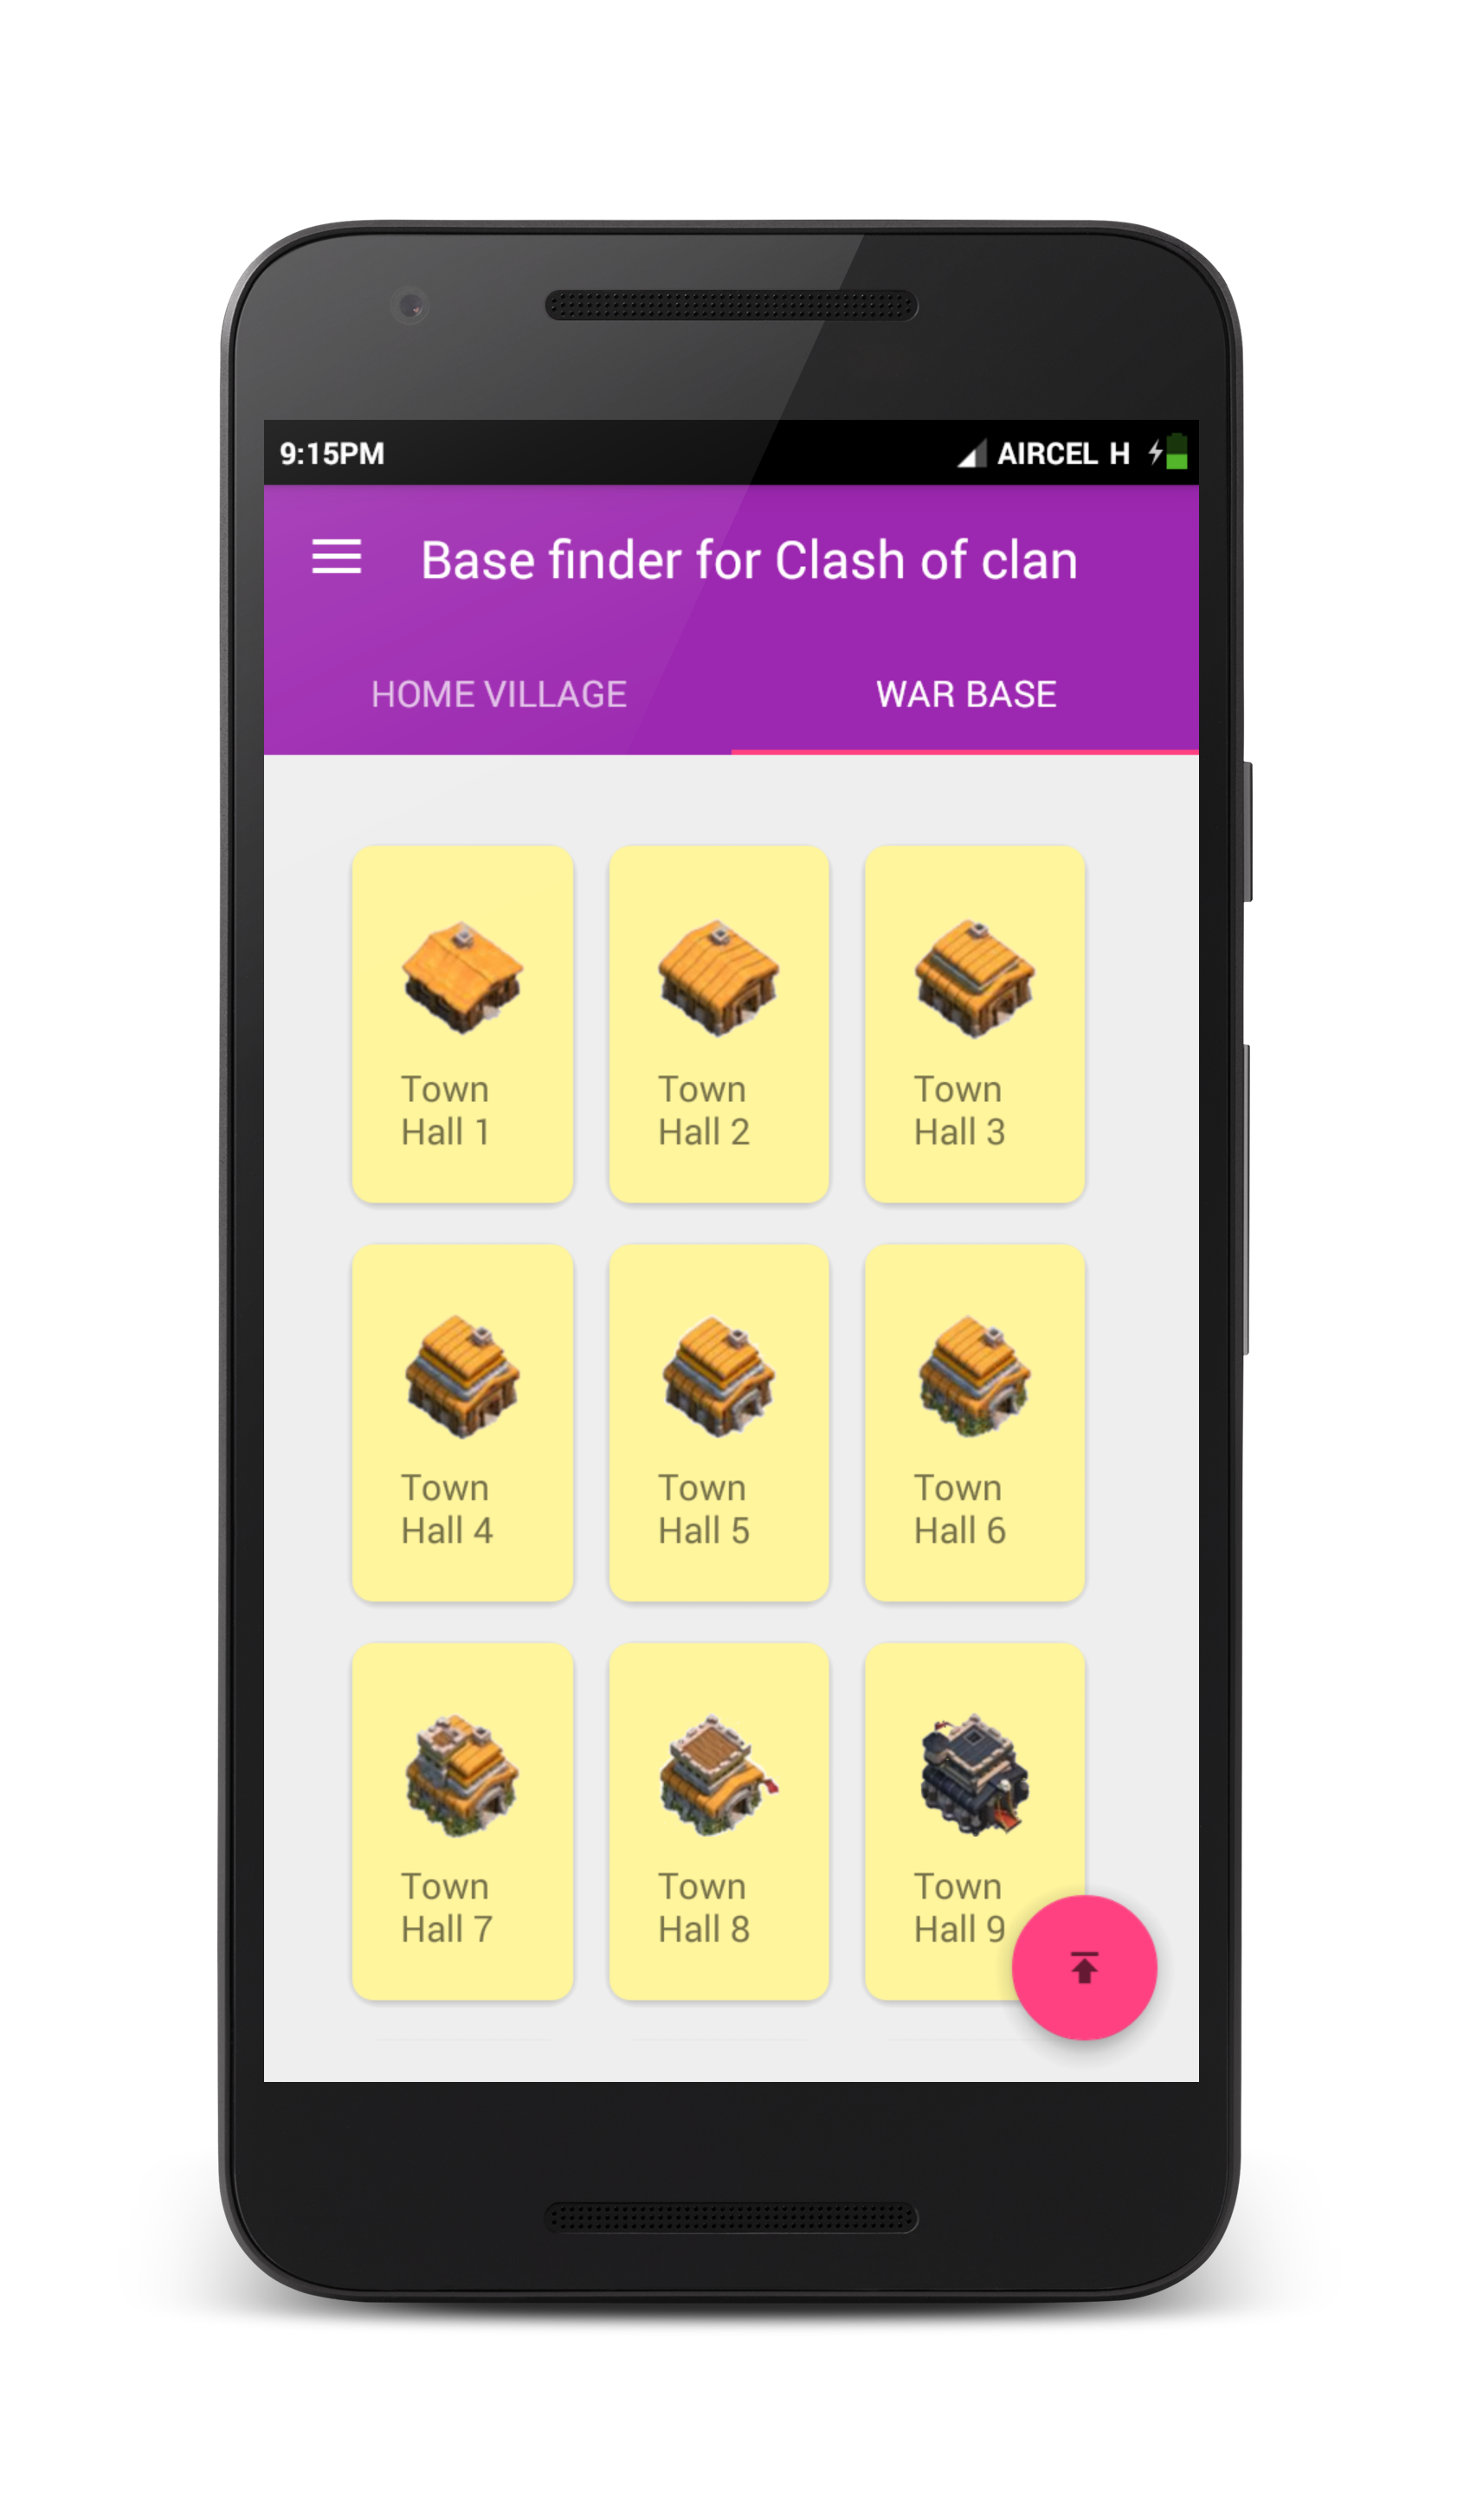 9:15PM
AIRCEL H
Base finder for Clash of clan
HOME VILLAGE
WAR BASE
Town
Hall 1
Town
Hall 2
Town
Hall 3
Town
Hall 4
Town
Hall 5
Town
Hall 6
Town
Hall 7
Town
Hall 8
Town
Hall 9